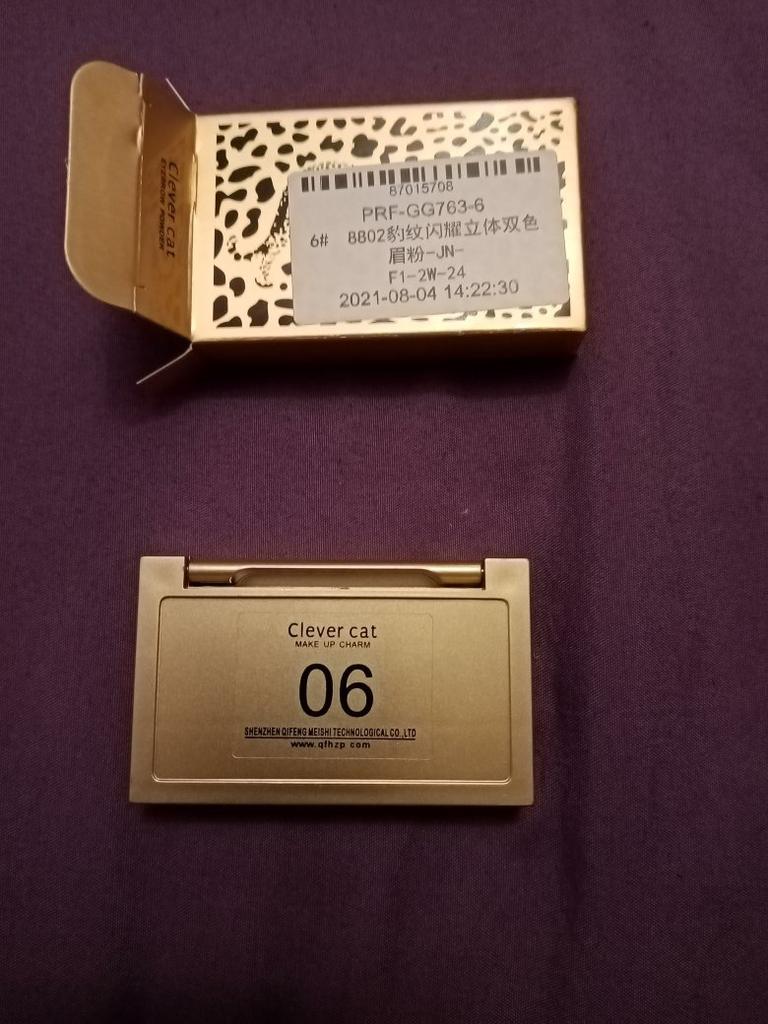 Clever cat
EYEBROW POWDER
87015708
PRF-GG763-6
6# 8802豹纹闪耀立体双色
眉粉-JN-
F1-2W-24
2021-08-04 14:22:30
Clever cat
MAKE UP CHARM
06
SHENZHEN QIFENG MEISHI TECHNOLOGICAL CO.,LTD
www.qfhzp com